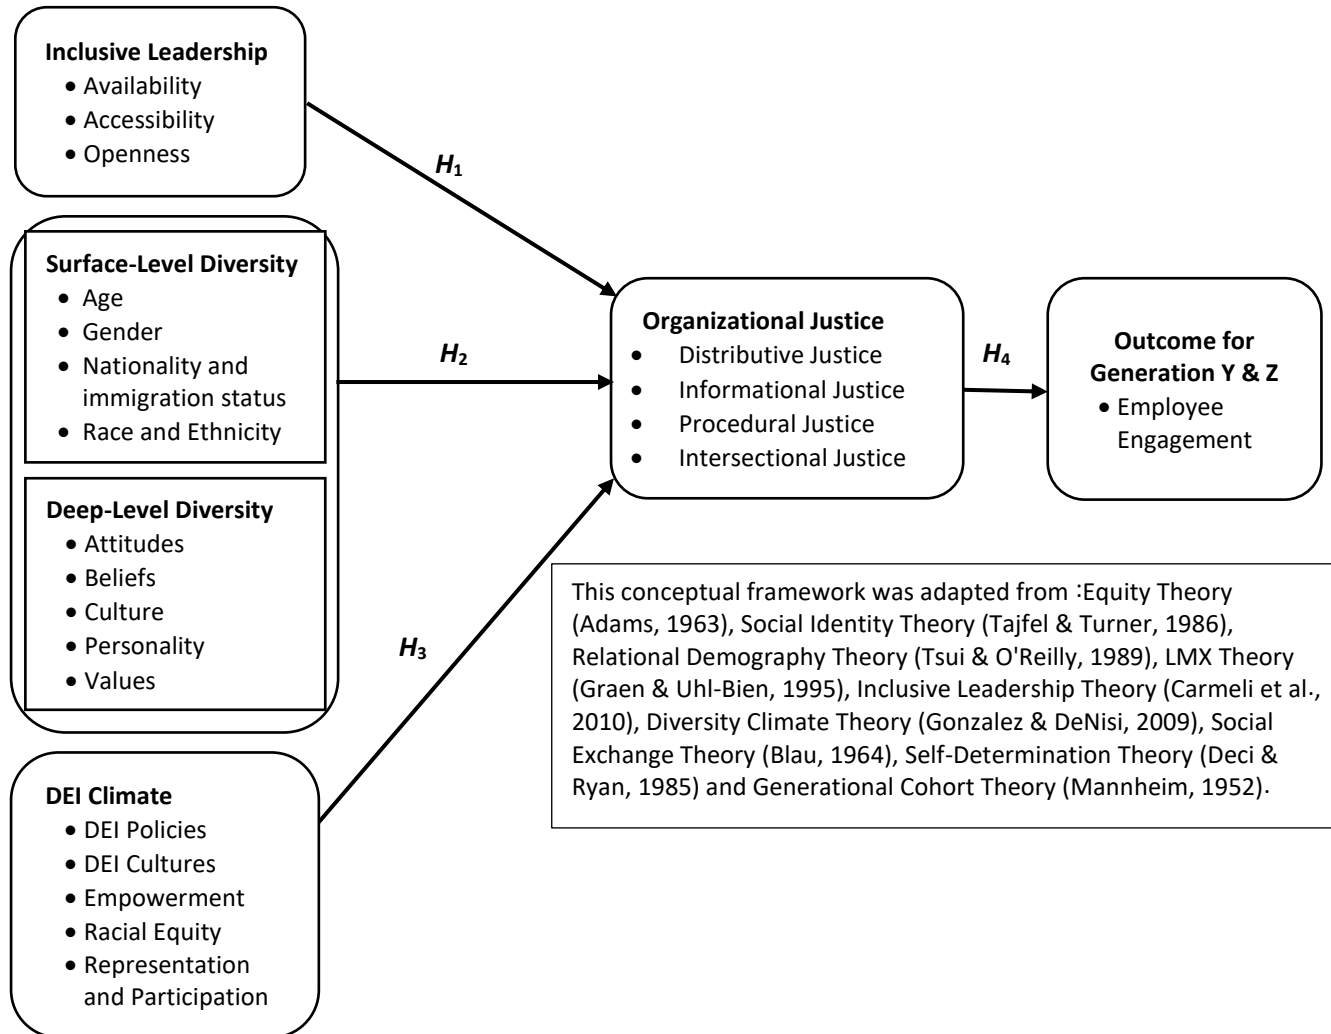 Inclusive Leadership
• Availability
• Accessibility
• Openness
H1
Surface-Level Diversity
• Age
• Gender
• Nationality and
immigration status
• Race and Ethnicity
H2
Deep-Level Diversity
• Attitudes
• Beliefs
• Culture
• Personality
• Values
H3
DEI Climate
• DEI Policies
• DEI Cultures
• Empowerment
• Racial Equity
• Representation
and Participation
Organizational Justice
• Distributive Justice
• Informational Justice
• Procedural Justice
• Intersectional Justice
H4
Outcome for
Generation Y & Z
• Employee
Engagement
This conceptual framework was adapted from :Equity Theory
(Adams, 1963), Social Identity Theory (Tajfel & Turner, 1986),
Relational Demography Theory (Tsui & O'Reilly, 1989), LMX Theory
(Graen & Uhl-Bien, 1995), Inclusive Leadership Theory (Carmeli et al.,
2010), Diversity Climate Theory (Gonzalez & DeNisi, 2009), Social
Exchange Theory (Blau, 1964), Self-Determination Theory (Deci &
Ryan, 1985) and Generational Cohort Theory (Mannheim, 1952).